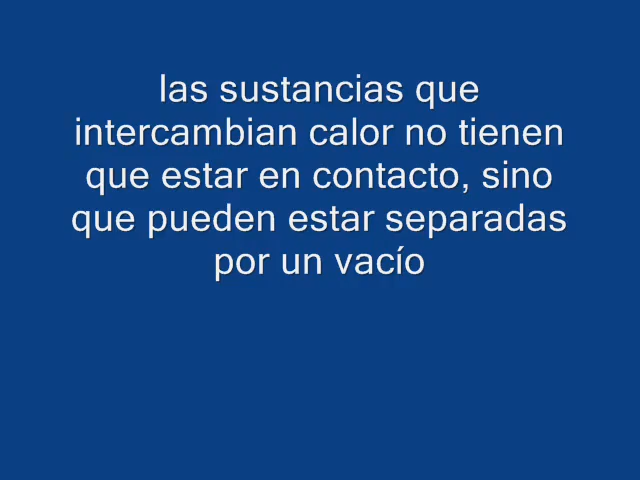 las sustancias que
intercambian calor no tienen
que estar en contacto, sino
que pueden estar separadas
por un vacío